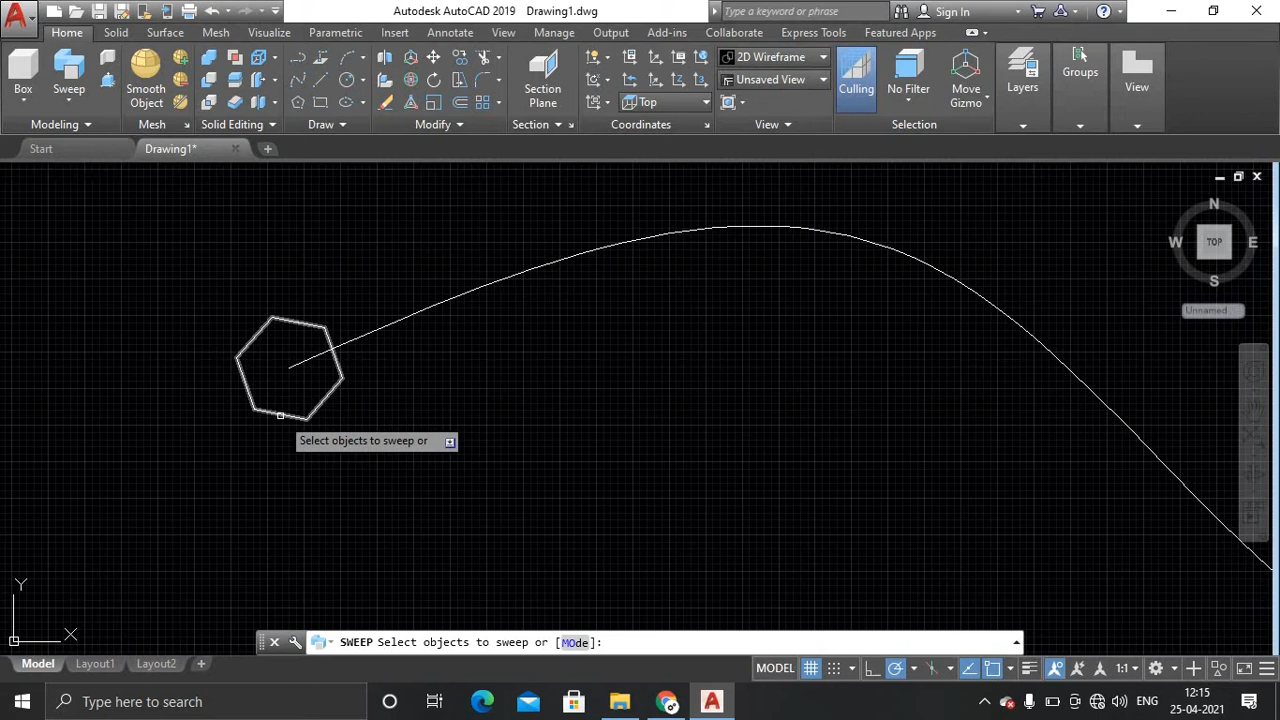 Autodesk AutoCAD 2019 Drawing1.dwg
Type a keyword or phrase
Sign In
Home Solid Surface Mesh Visualize Parametric Insert Annotate View Manage Output Add-ins Collaborate Express Tools Featured Apps
2D Wireframe
Unsaved View
Top
Box
Sweep
Smooth
Object
Section
Plane
Culling
No Filter
Move
Gizmo
Layers
Groups
View
Modeling Mesh Solid Editing Draw Modify Section Coordinates View Selection
Start Drawing1*
N
W TOP E
S
Unnamed
Select objects to sweep or
Y
X
SWEEP Select objects to sweep or [MOde]:
Model Layout1 Layout2
MODEL
1:1
Type here to search
ENG
12:15
25-04-2021